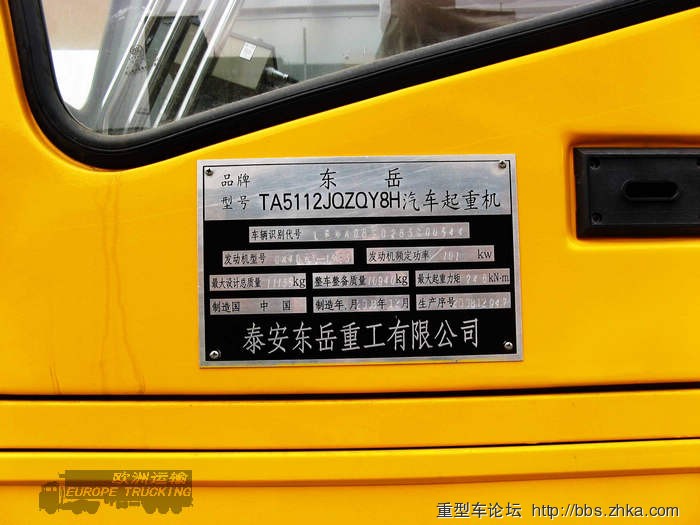 品牌 东岳
型号 TA5112JQZQY8H汽车起重机
车辆识别代号
发动机型号 发动机额定功率 101 kw
最大设计总质量 kg 整车整备质量 kg 最大起重力矩 kN·m
制造国 中国 制造年,月 年 月 生产序号
泰安东岳重工有限公司
欧洲运输
EUROPE TRUCKING
重型车论坛 http://bbs.zhka.com